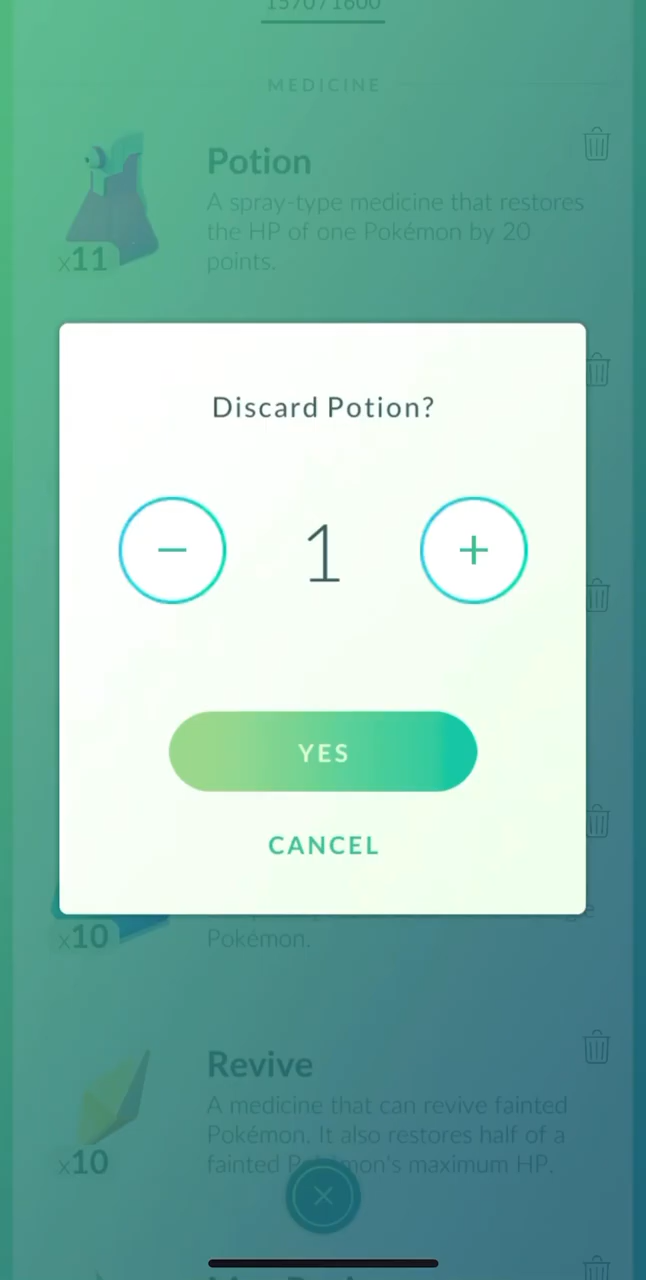 1570 / 1600
MEDICINE
Potion
A spray-type medicine that restores
the HP of one Pokémon by 20
points.
x11
Discard Potion?
1
YES
CANCEL
x10
Pokémon.
Revive
A medicine that can revive fainted
Pokémon. It also restores half of a
fainted Pokémon's maximum HP.
x10